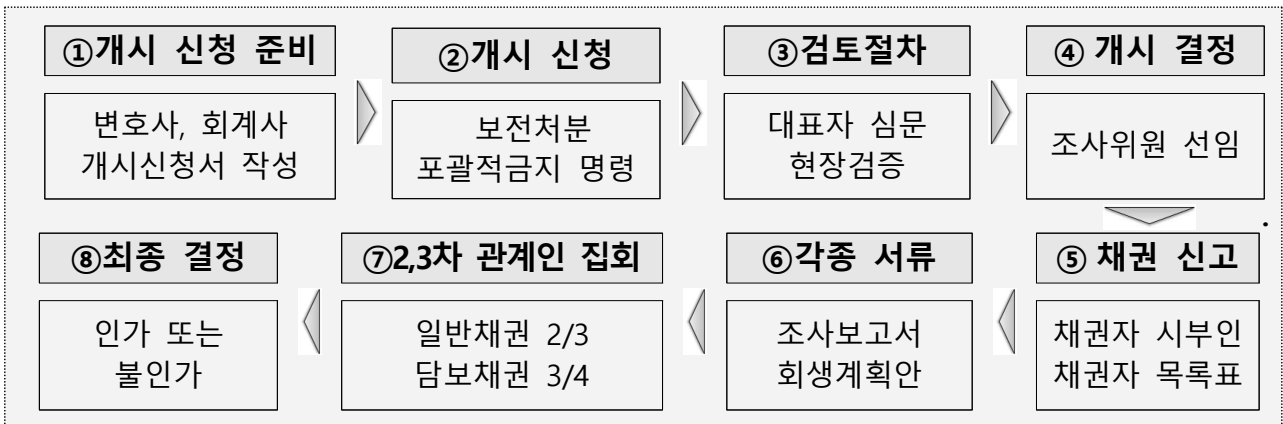 ①개시 신청 준비
변호사, 회계사
개시신청서 작성
②개시 신청
보전처분
포괄적금지 명령
③검토절차
대표자 심문
현장검증
④ 개시 결정
조사위원 선임
⑤ 채권 신고
채권자 시부인
채권자 목록표
⑥각종 서류
조사보고서
회생계획안
⑦2,3차 관계인 집회
일반채권 2/3
담보채권 3/4
⑧최종 결정
인가 또는
불인가